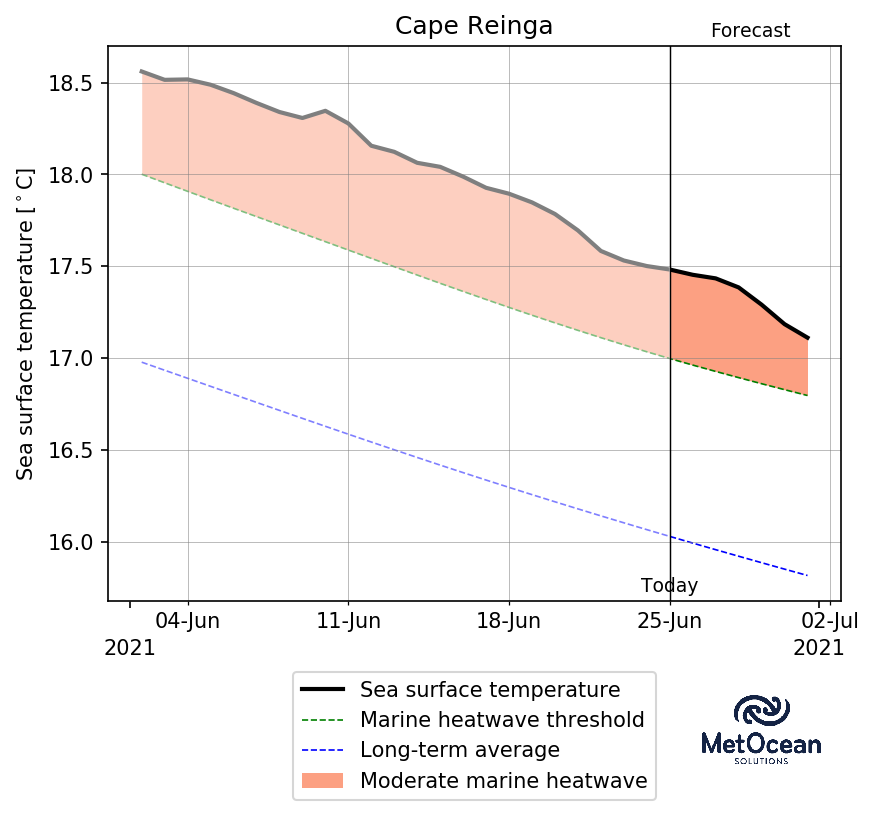 Cape Reinga
Forecast
Sea surface temperature [°C]
18.5
18.0
17.5
17.0
16.5
16.0
Today
04-Jun
11-Jun
18-Jun
25-Jun
02-Jul
2021
2021
Sea surface temperature
Marine heatwave threshold
Long-term average
Moderate marine heatwave
MetOcean
SOLUTIONS